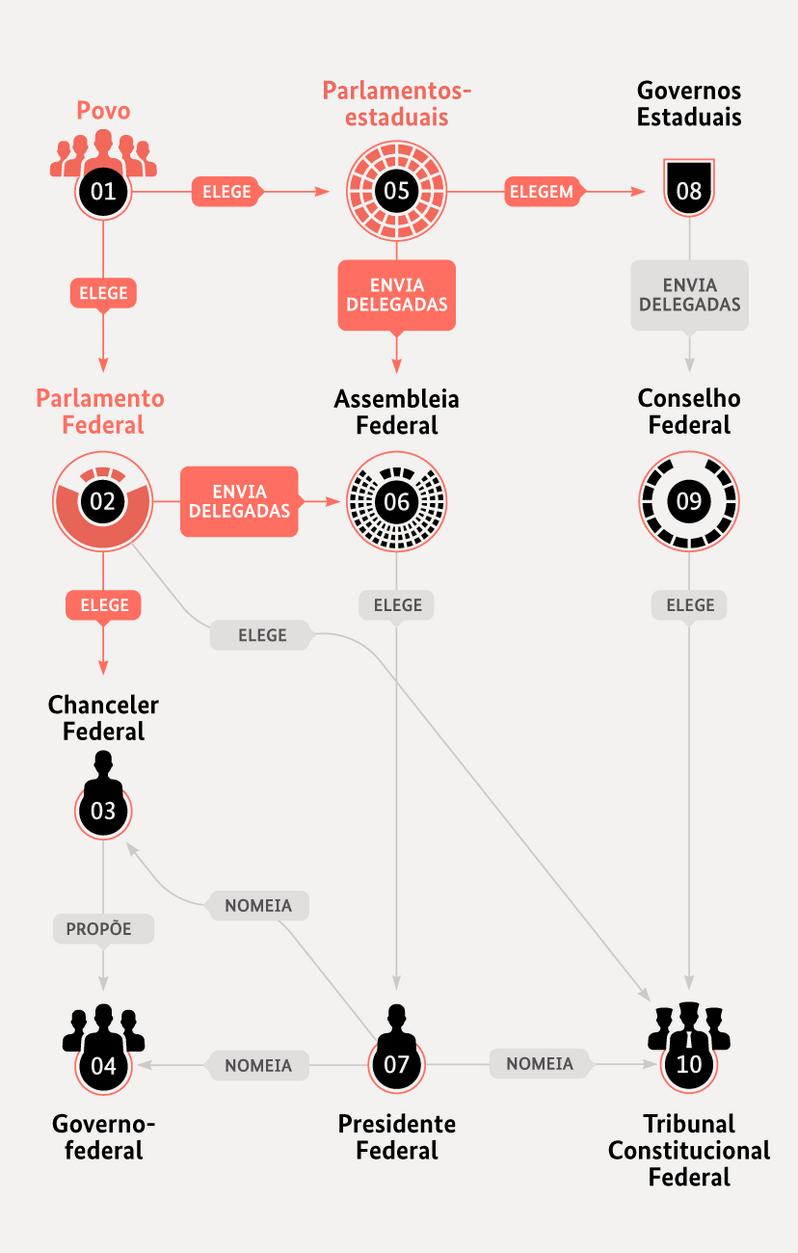 Povo
01
ELEGE
Parlamentos-
estaduais
05
ELEGEM
Governos
Estaduais
08
ELEGE
ENVIA
DELEGADAS
ENVIA
DELEGADAS
Parlamento
Federal
02
ENVIA
DELEGADAS
Assembleia
Federal
06
Conselho
Federal
09
ELEGE
ELEGE
ELEGE
ELEGE
Chanceler
Federal
03
NOMEIA
PROPÕE
04
NOMEIA
07
NOMEIA
10
Governo-
federal
Presidente
Federal
Tribunal
Constitucional
Federal